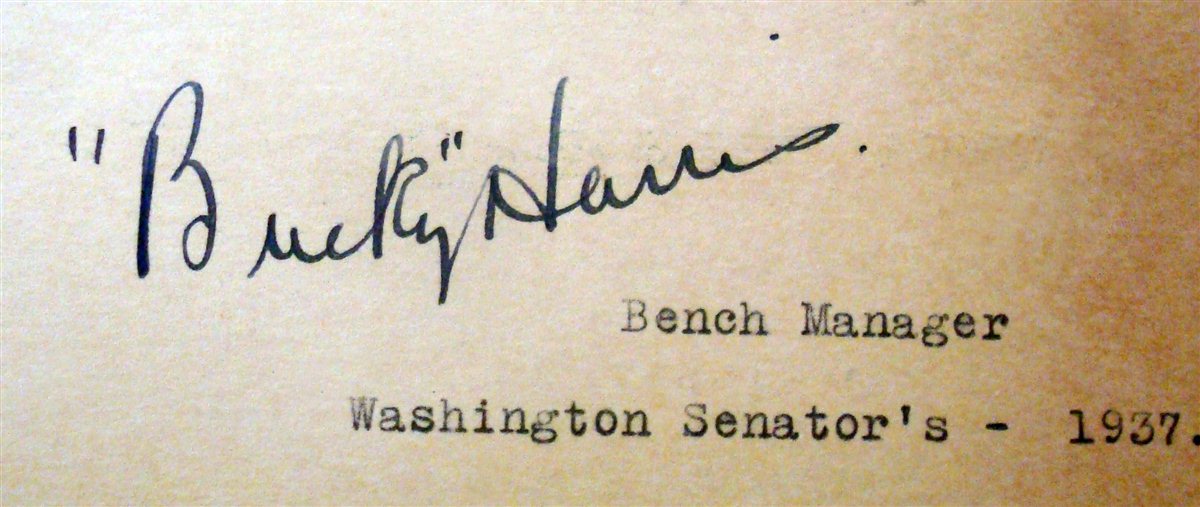 "Bucky" Harris.
Bench Manager
Washington Senator's - 1937.